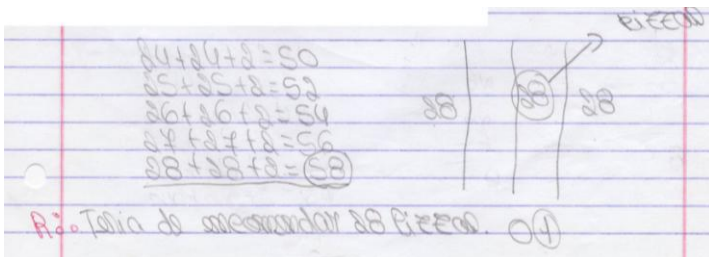 pizzas
24+24+2=50
25+25+2=52
26+26+2=54
27+27+2=56
28+28+2=58
28 28 28
R:. Teria de encomendar 28 pizzas.